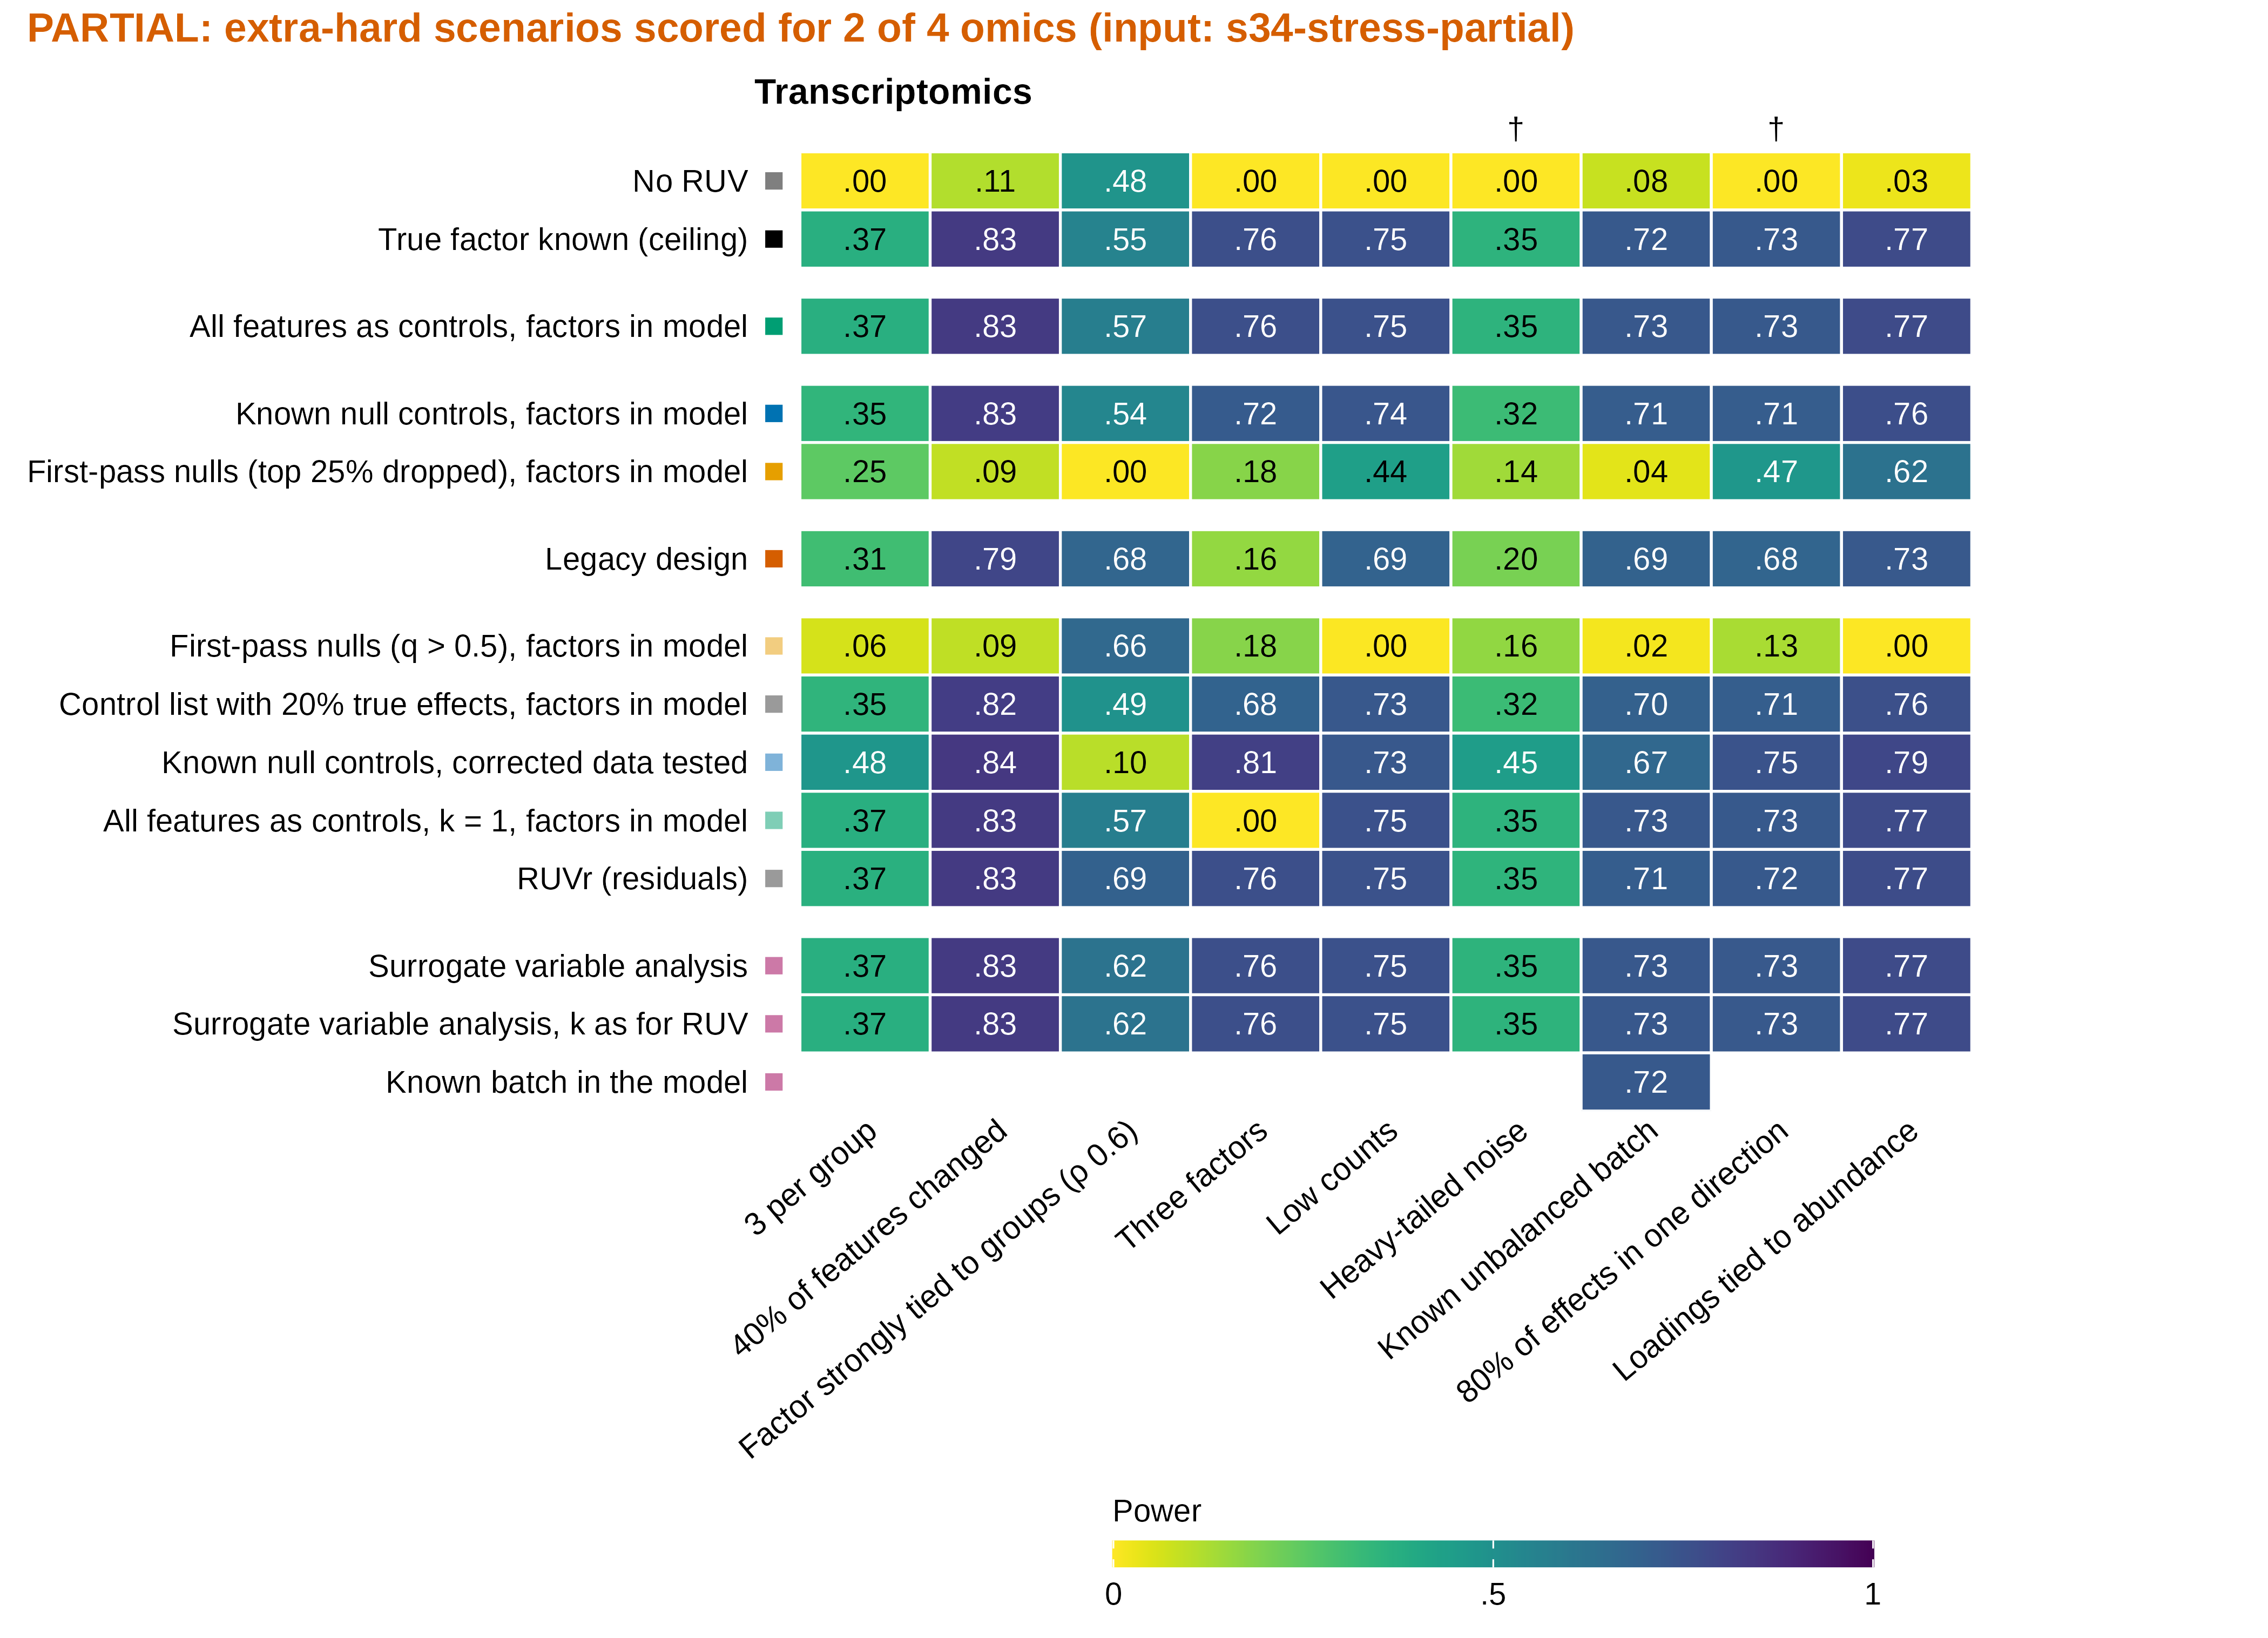 PARTIAL: extra-hard scenarios scored for 2 of 4 omics (input: s34-stress-partial)
Transcriptomics
† †
No RUV .00 .11 .48 .00 .00 .00 .08 .00 .03
True factor known (ceiling) .37 .83 .55 .76 .75 .35 .72 .73 .77
All features as controls, factors in model .37 .83 .57 .76 .75 .35 .73 .73 .77
Known null controls, factors in model .35 .83 .54 .72 .74 .32 .71 .71 .76
First-pass nulls (top 25% dropped), factors in model .25 .09 .00 .18 .44 .14 .04 .47 .62
Legacy design .31 .79 .68 .16 .69 .20 .69 .68 .73
First-pass nulls (q > 0.5), factors in model .06 .09 .66 .18 .00 .16 .02 .13 .00
Control list with 20% true effects, factors in model .35 .82 .49 .68 .73 .32 .70 .71 .76
Known null controls, corrected data tested .48 .84 .10 .81 .73 .45 .67 .75 .79
All features as controls, k = 1, factors in model .37 .83 .57 .00 .75 .35 .73 .73 .77
RUVr (residuals) .37 .83 .69 .76 .75 .35 .71 .72 .77
Surrogate variable analysis .37 .83 .62 .76 .75 .35 .73 .73 .77
Surrogate variable analysis, k as for RUV .37 .83 .62 .76 .75 .35 .73 .73 .77
Known batch in the model .72
3 per group
40% of features changed
Factor strongly tied to groups (ρ 0.6)
Three factors
Low counts
Heavy-tailed noise
Known unbalanced batch
80% of effects in one direction
Loadings tied to abundance
Power
0 .5 1